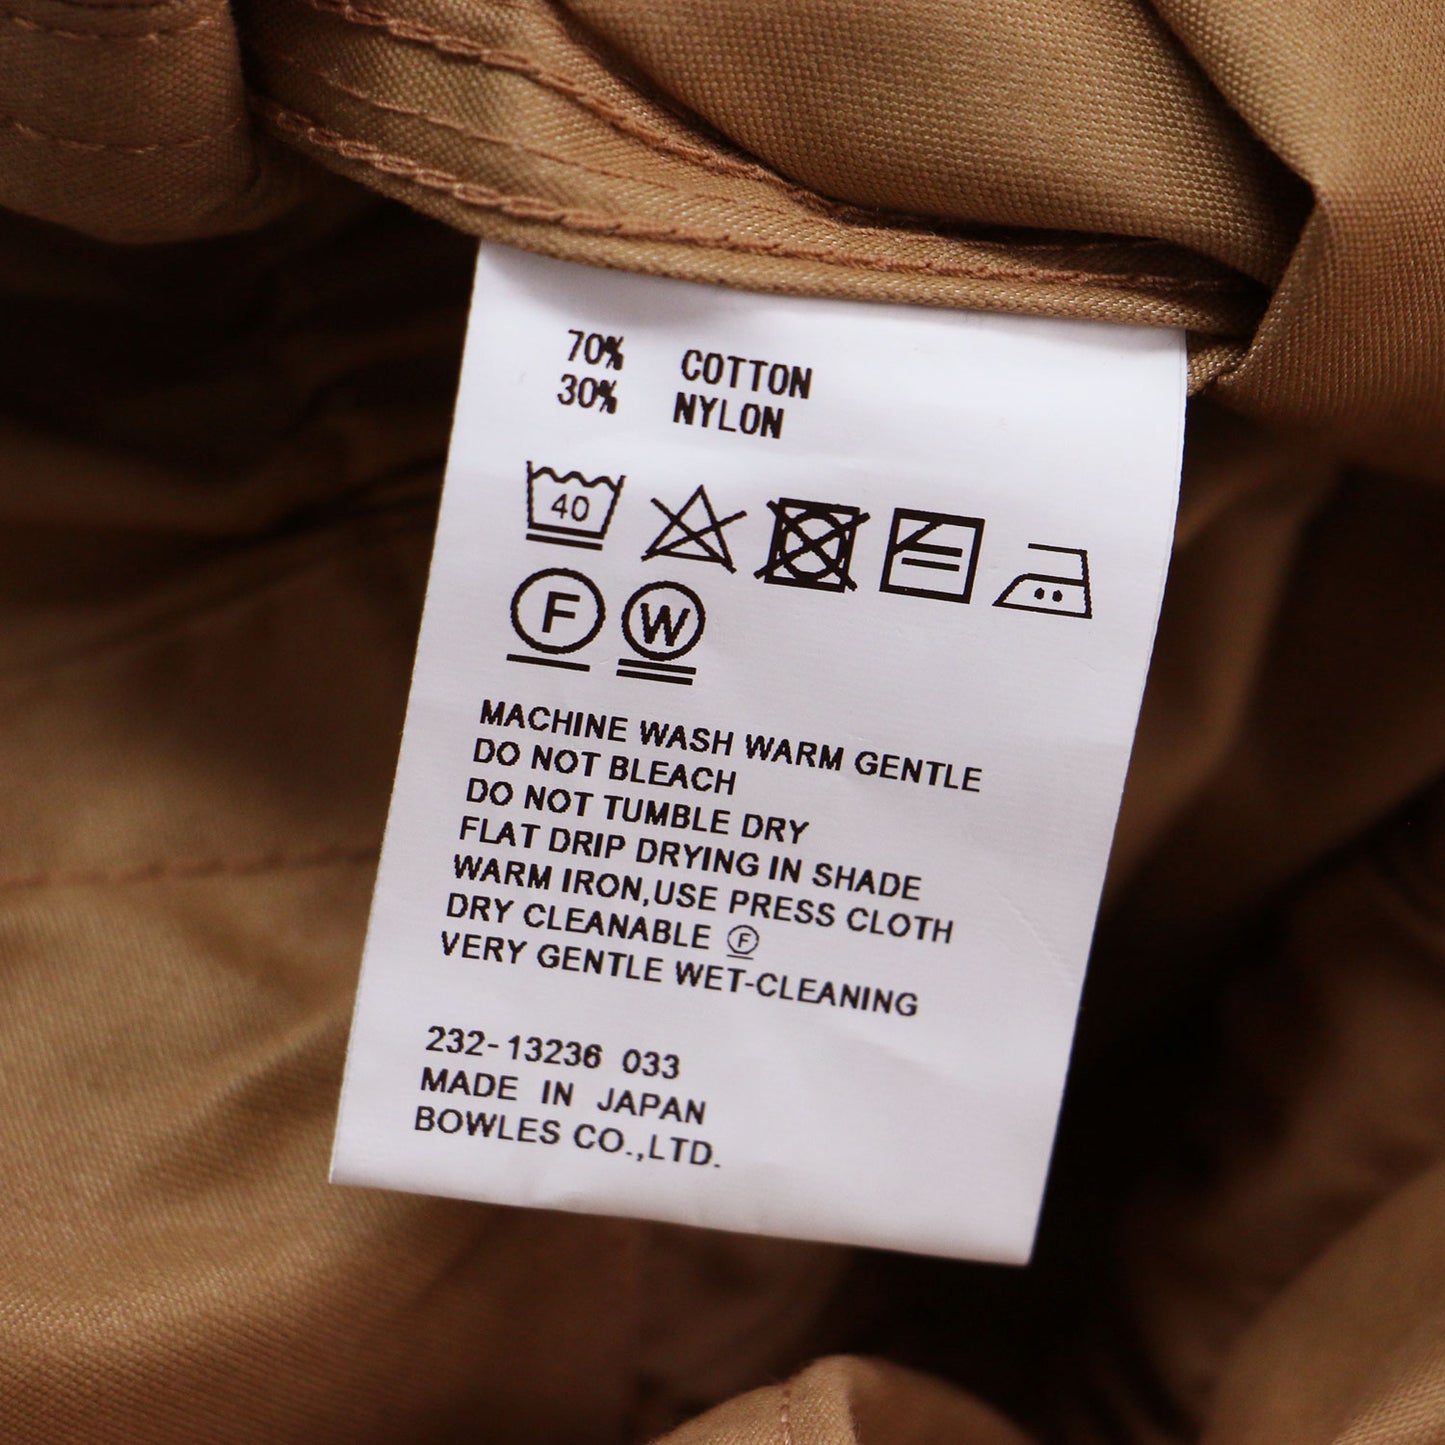 70% COTTON
30% NYLON
40
F W
MACHINE WASH WARM GENTLE
DO NOT BLEACH
DO NOT TUMBLE DRY
FLAT DRIP DRYING IN SHADE
WARM IRON,USE PRESS CLOTH
DRY CLEANABLE Ⓕ
VERY GENTLE WET-CLEANING
232-13236 033
MADE IN JAPAN
BOWLES CO.,LTD.